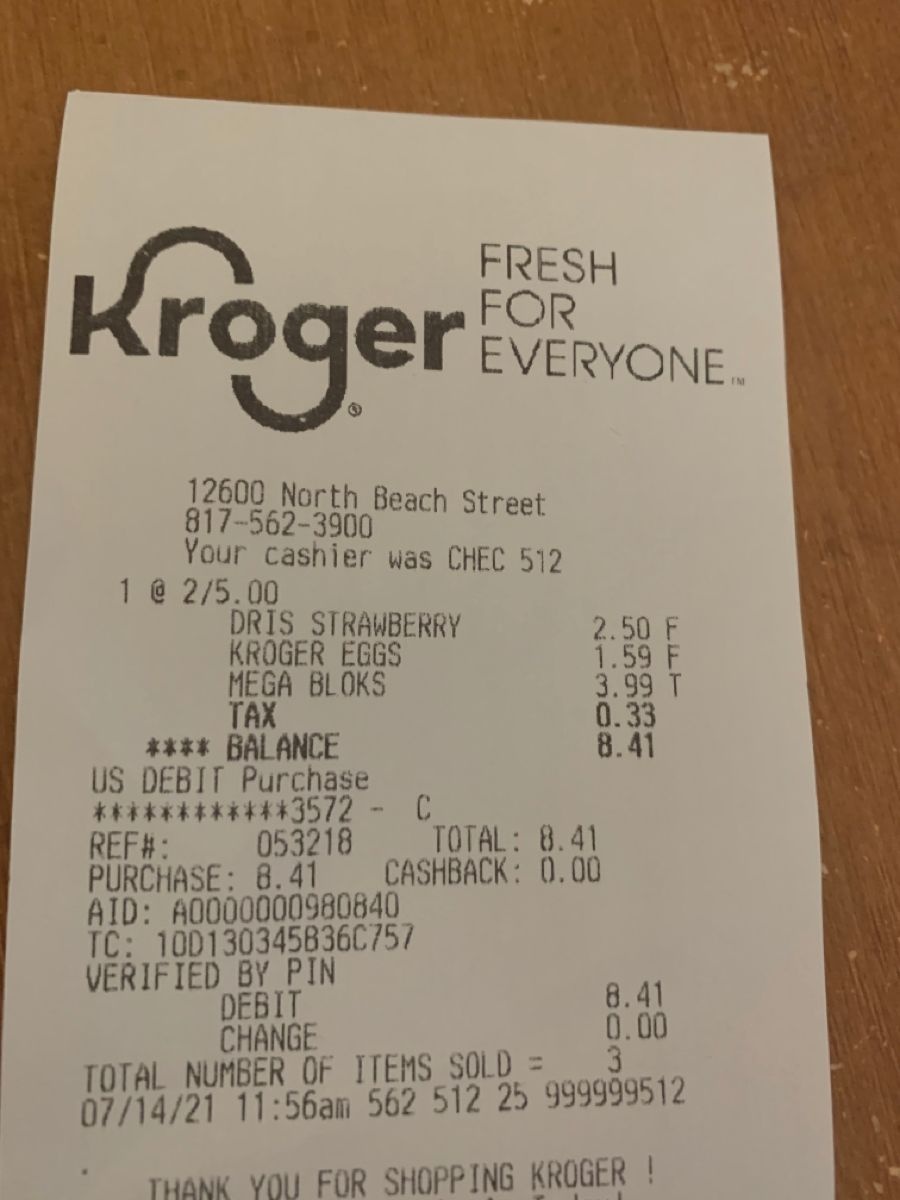 Kroger®
FRESH
FOR
EVERYONE™
12600 North Beach Street
817-562-3900
Your cashier was CHEC 512
1 @ 2/5.00
DRIS STRAWBERRY 2.50 F
KROGER EGGS 1.59 F
MEGA BLOKS 3.99 T
TAX 0.33
**** BALANCE 8.41
US DEBIT Purchase
************3572 - C
REF#: 053218 TOTAL: 8.41
PURCHASE: 8.41 CASHBACK: 0.00
AID: A0000000980840
TC: 10D130345B36C757
VERIFIED BY PIN
DEBIT 8.41
CHANGE 0.00
TOTAL NUMBER OF ITEMS SOLD = 3
07/14/21 11:56am 562 512 25 999999512
THANK YOU FOR SHOPPING KROGER !